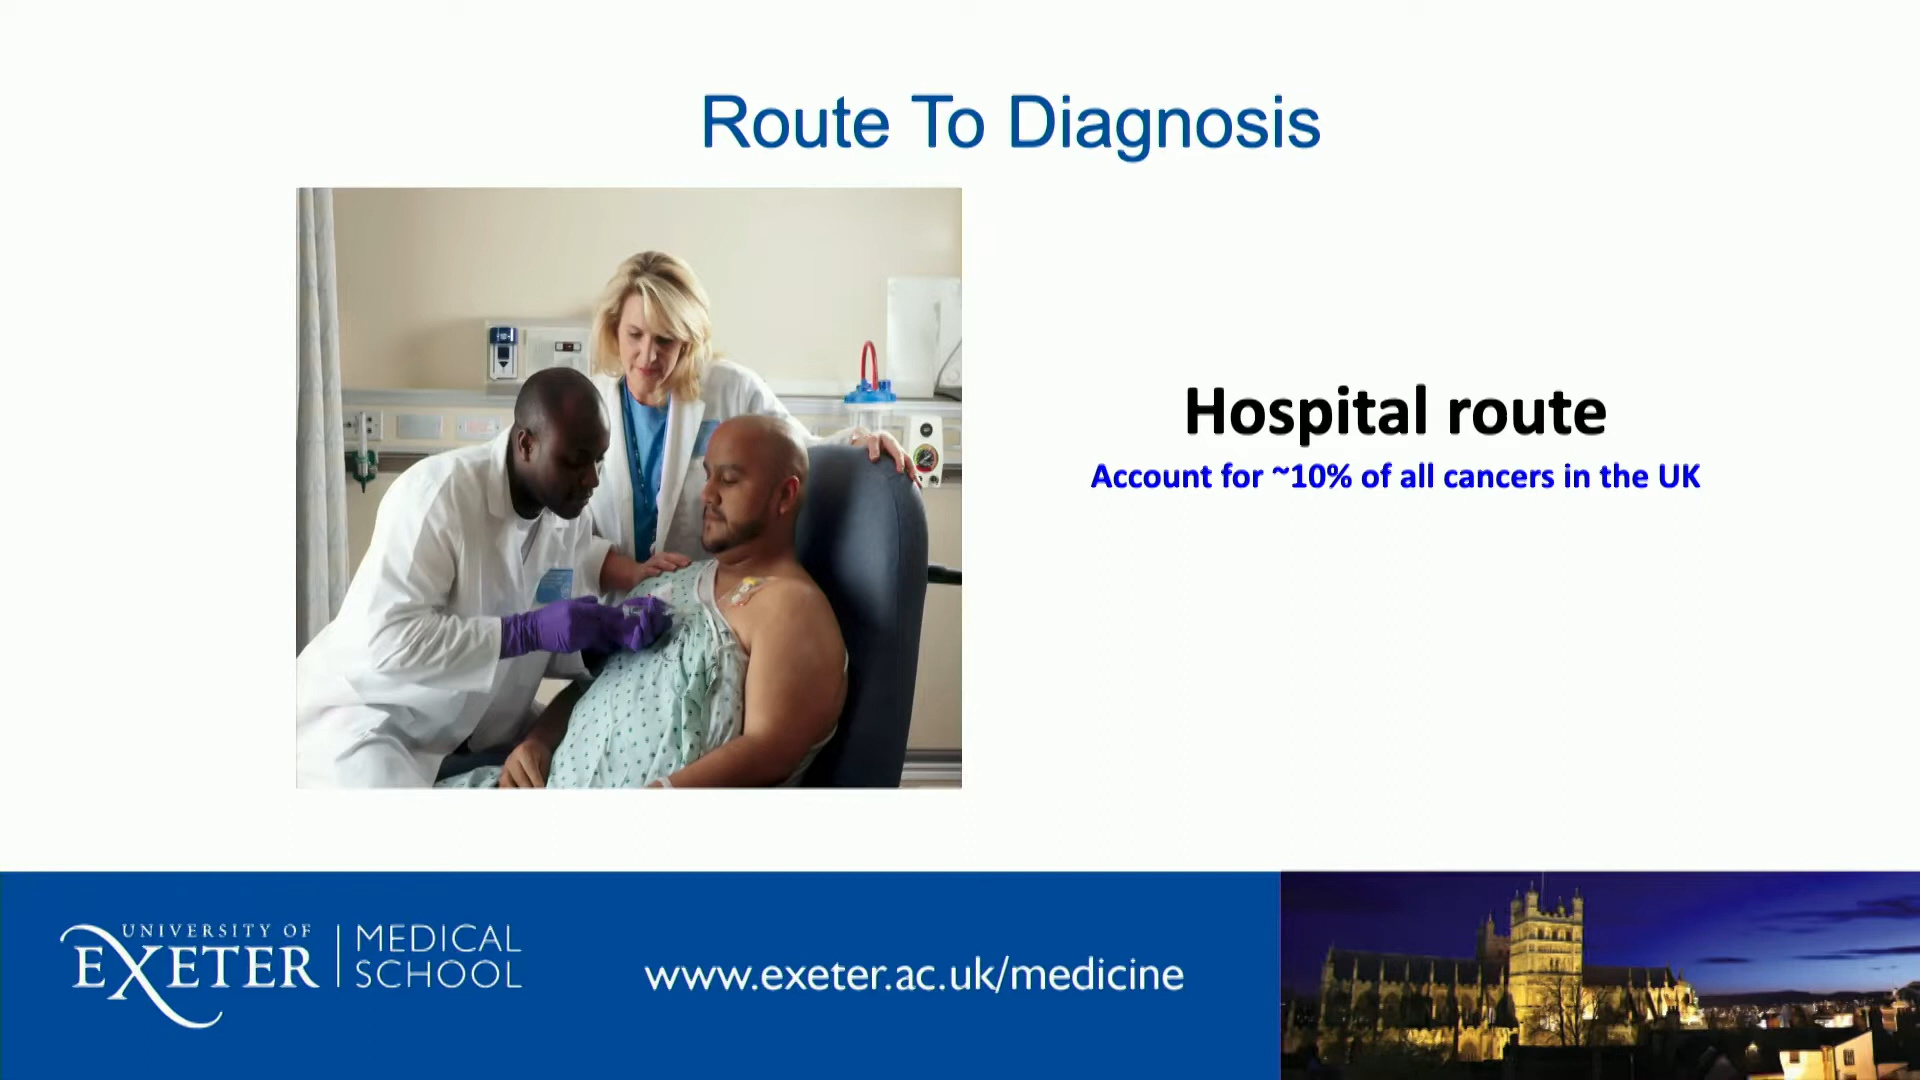 Route To Diagnosis
Hospital route
Account for ~10% of all cancers in the UK
UNIVERSITY OF
EXETER
MEDICAL
SCHOOL
www.exeter.ac.uk/medicine